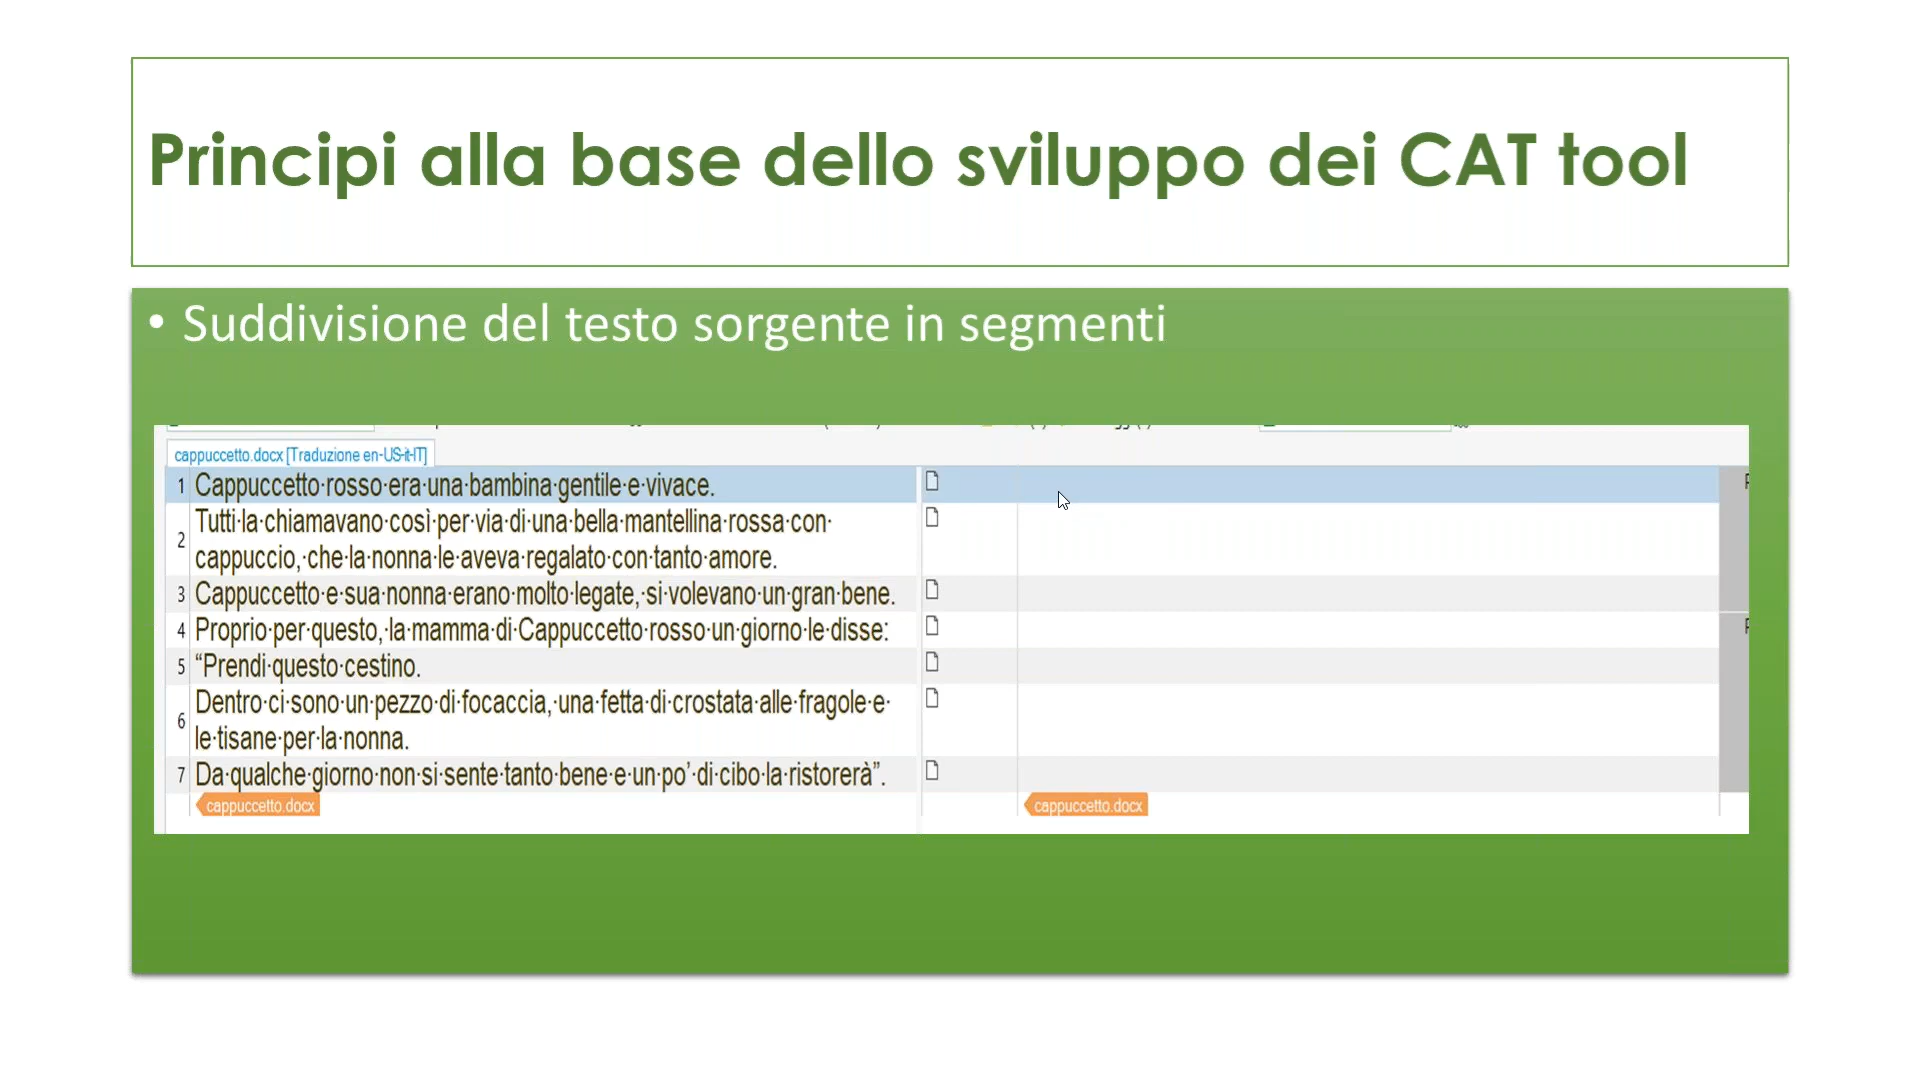 Principi alla base dello sviluppo dei CAT tool
• Suddivisione del testo sorgente in segmenti
cappuccetto.docx [Traduzione en-US-it-IT]
1 Cappuccetto·rosso·era·una·bambina·gentile·e·vivace.
Tutti·la·chiamavano·così·per·via·di·una·bella·mantellina·rossa·con·
2
cappuccio,·che·la·nonna·le·aveva·regalato·con·tanto·amore.
3 Cappuccetto·e·sua·nonna·erano·molto·legate,·si·volevano·un·gran·bene.
4 Proprio·per·questo,·la·mamma·di·Cappuccetto·rosso·un·giorno·le·disse:
5 “Prendi·questo·cestino.
Dentro·ci·sono·un·pezzo·di·focaccia,·una·fetta·di·crostata·alle·fragole·e·
6
le·tisane·per·la·nonna.
7 Da·qualche·giorno·non·si·sente·tanto·bene·e·un·po’·di·cibo·la·ristorerà”.
cappuccetto.docx
cappuccetto.docx